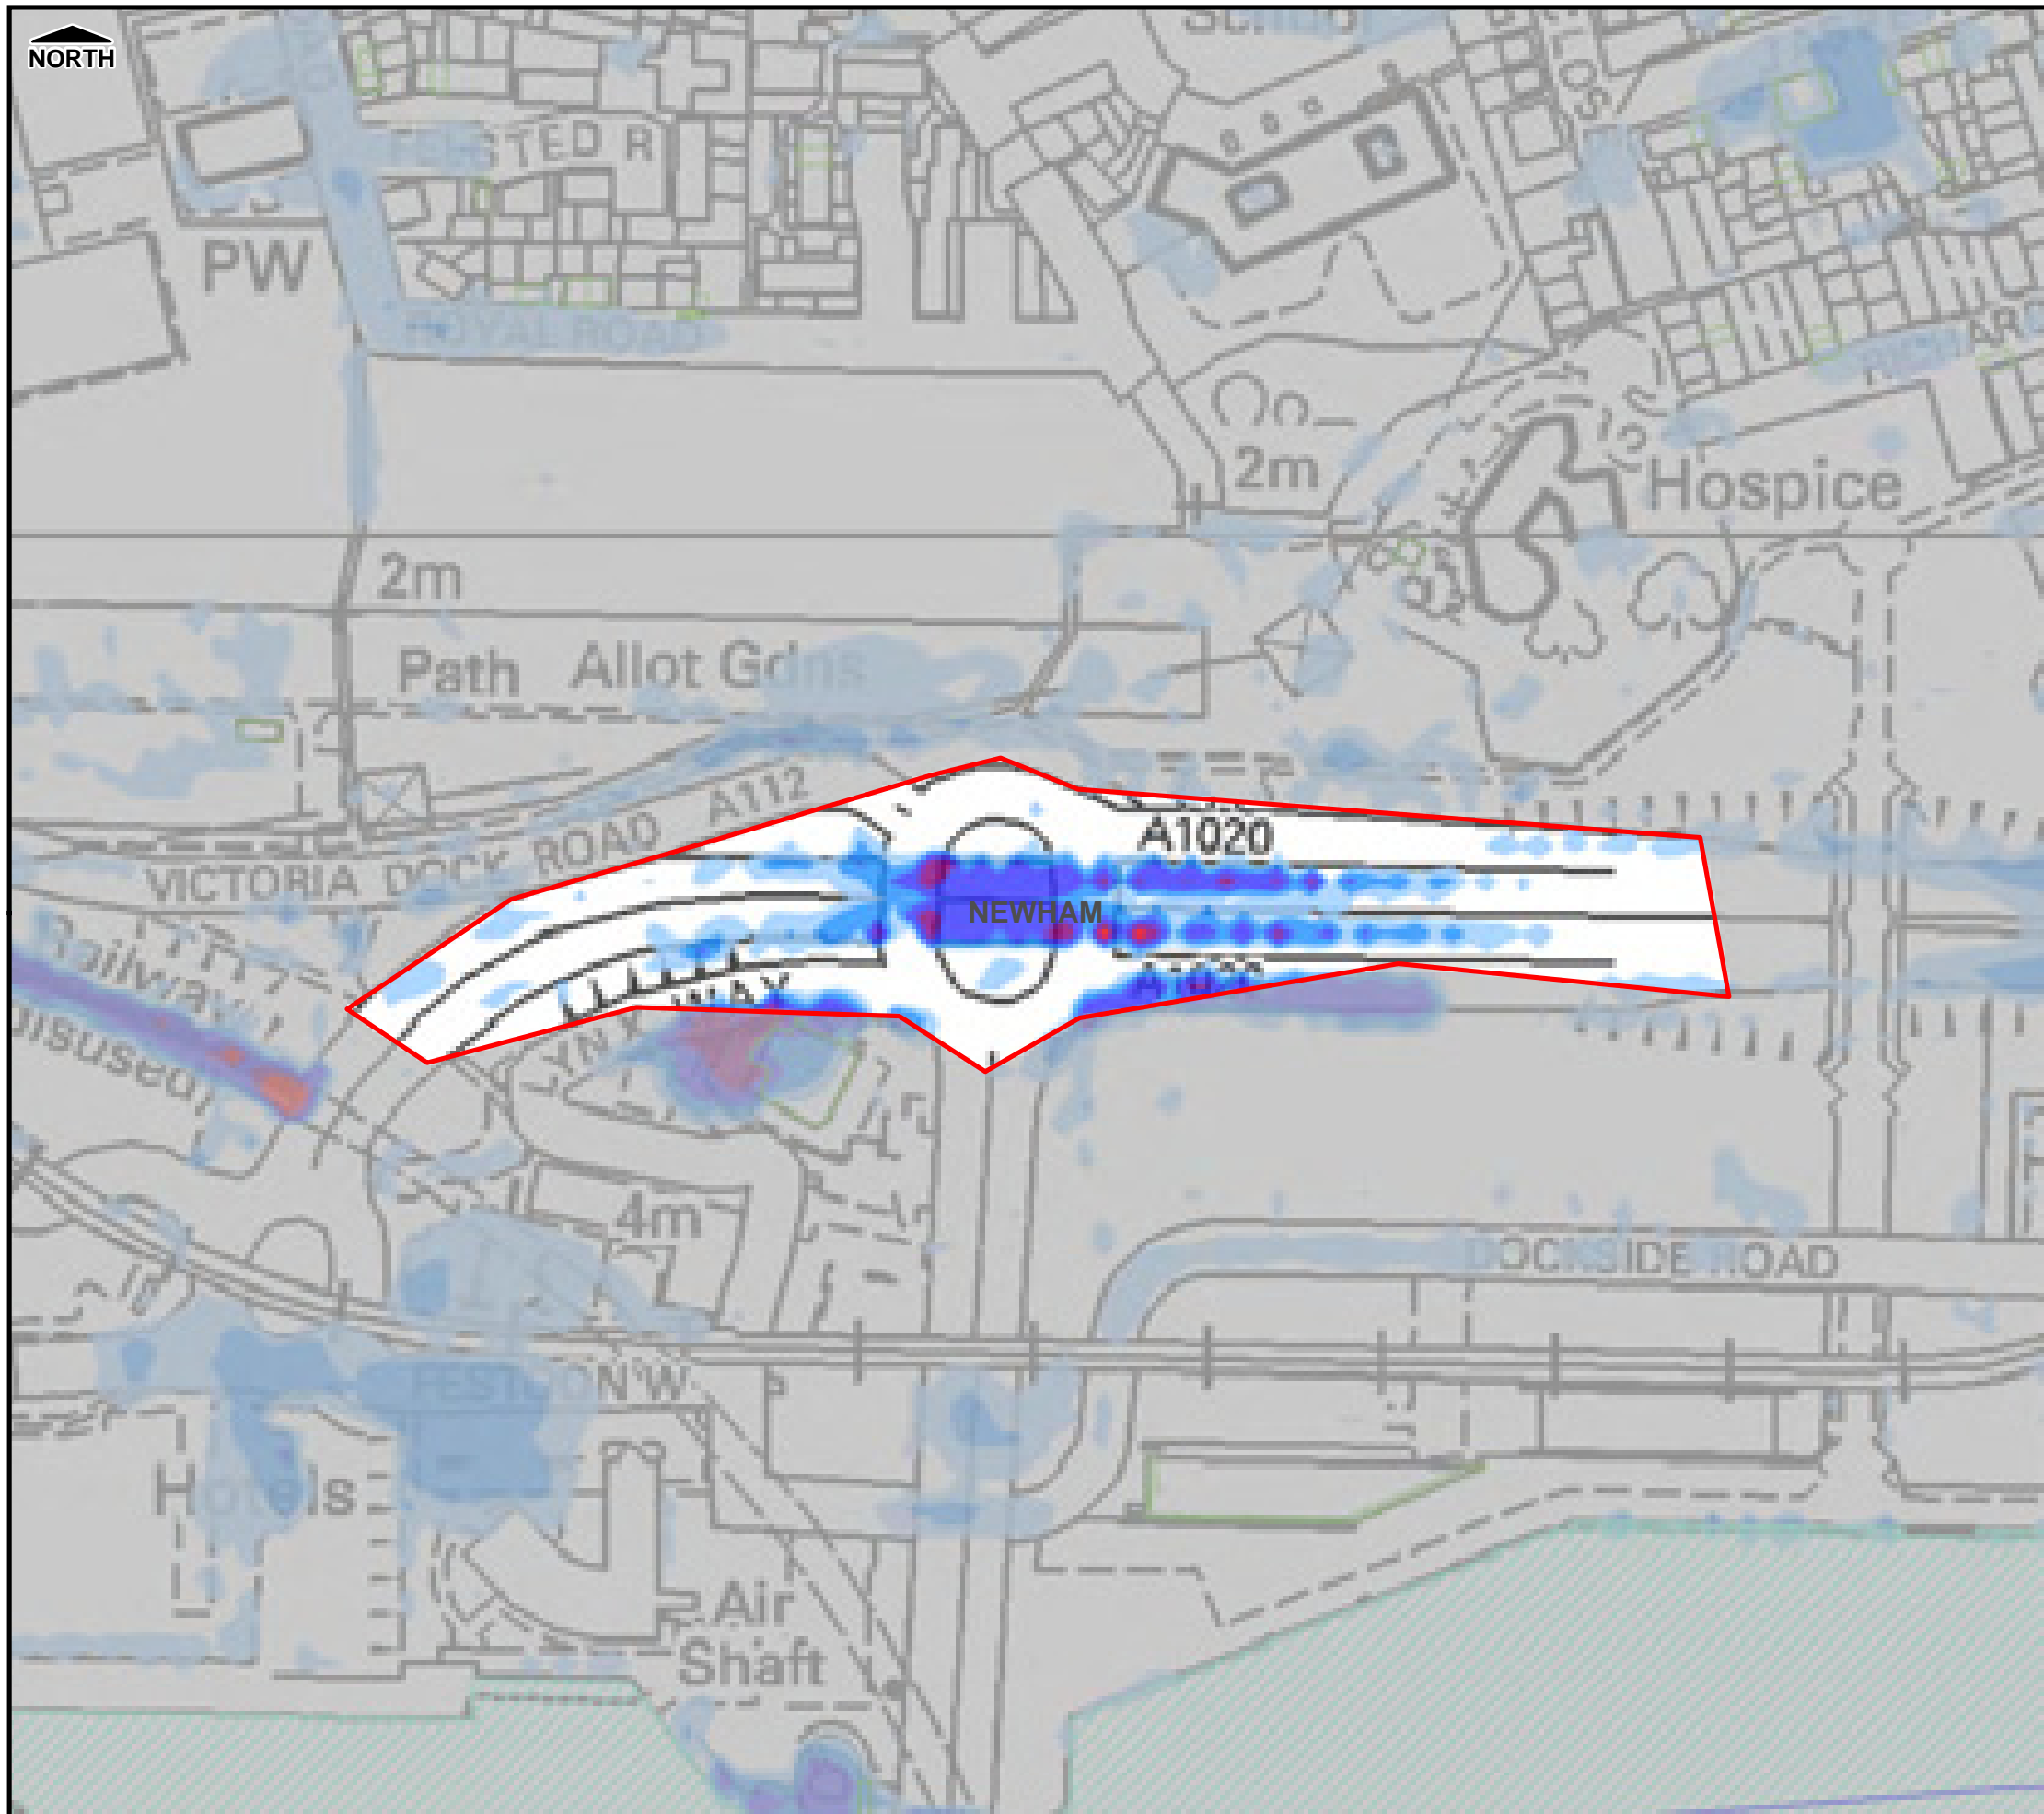 NORTH
PW
ROYAL ROAD
2m
Hospice
2m
Path Allot Gdns
VICTORIA DOCK ROAD A112
A1020
NEWHAM
Railway
4m
DOCKSIDE ROAD
Hotels
Air
Shaft